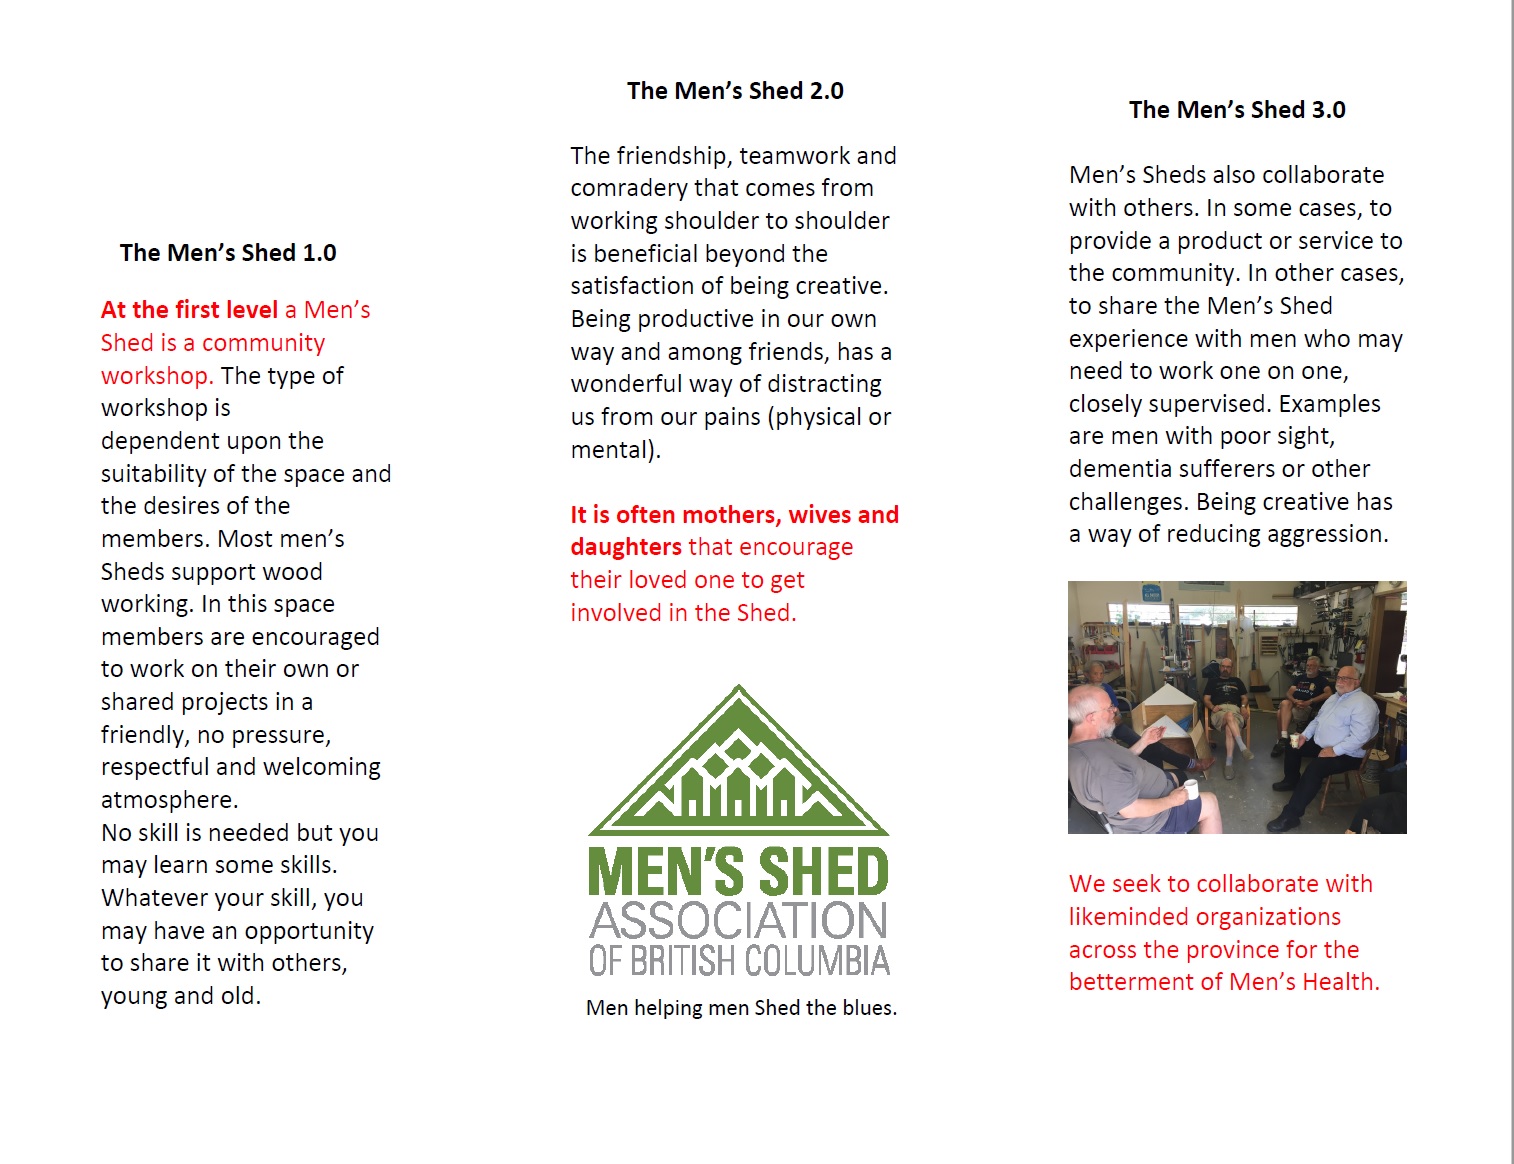 The Men’s Shed 1.0
At the first level a Men’s
Shed is a community
workshop. The type of
workshop is
dependent upon the
suitability of the space and
the desires of the
members. Most men’s
Sheds support wood
working. In this space
members are encouraged
to work on their own or
shared projects in a
friendly, no pressure,
respectful and welcoming
atmosphere.
No skill is needed but you
may learn some skills.
Whatever your skill, you
may have an opportunity
to share it with others,
young and old.
The Men’s Shed 2.0
The friendship, teamwork and
comradery that comes from
working shoulder to shoulder
is beneficial beyond the
satisfaction of being creative.
Being productive in our own
way and among friends, has a
wonderful way of distracting
us from our pains (physical or
mental).
It is often mothers, wives and
daughters that encourage
their loved one to get
involved in the Shed.
MEN’S SHED
ASSOCIATION
OF BRITISH COLUMBIA
Men helping men Shed the blues.
The Men’s Shed 3.0
Men’s Sheds also collaborate
with others. In some cases, to
provide a product or service to
the community. In other cases,
to share the Men’s Shed
experience with men who may
need to work one on one,
closely supervised. Examples
are men with poor sight,
dementia sufferers or other
challenges. Being creative has
a way of reducing aggression.
We seek to collaborate with
likeminded organizations
across the province for the
betterment of Men’s Health.